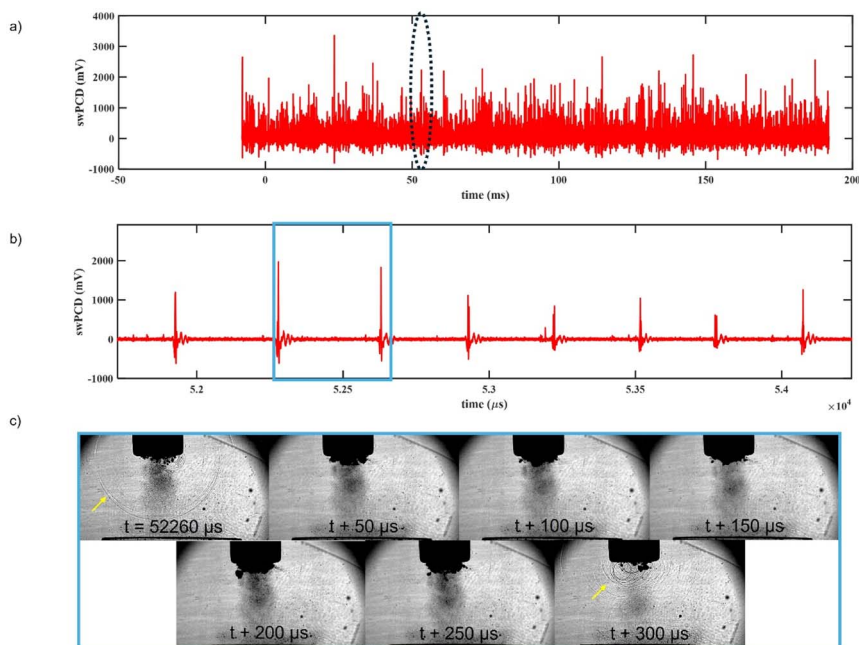 a)
4000
3000
2000
1000
0
-1000
swPCD (mV)
-50
0
50
100
150
200
time (ms)
b)
2000
1000
0
-1000
swPCD (mV)
5.2
5.22
5.25
5.3
5.35
5.4
time (µs)
×10⁴
c)
t = 52260 µs
t + 50 µs
t + 100 µs
t + 150 µs
t + 200 µs
t + 250 µs
t + 300 µs